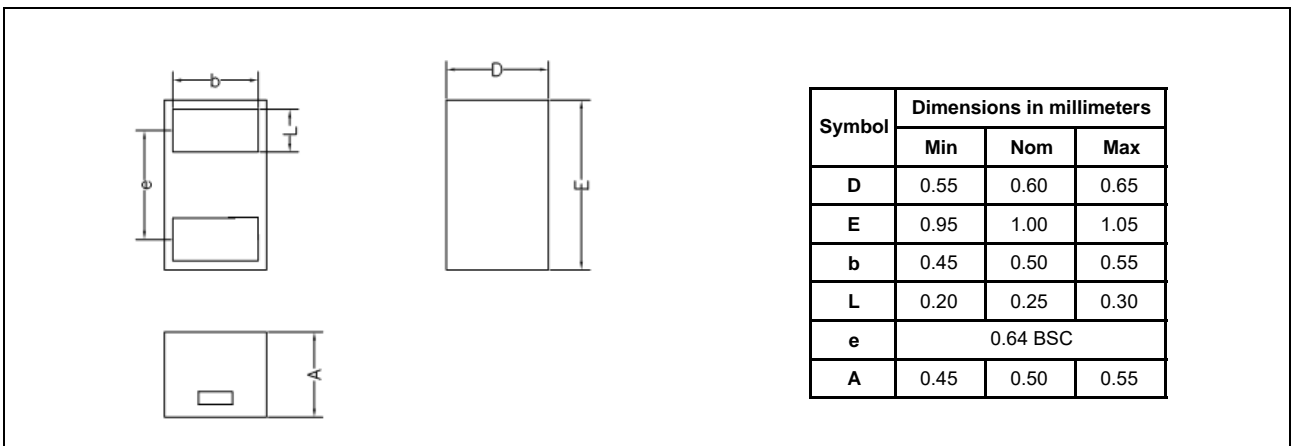 b
L
e
D
E
A
Symbol Dimensions in millimeters
Min Nom Max
D 0.55 0.60 0.65
E 0.95 1.00 1.05
b 0.45 0.50 0.55
L 0.20 0.25 0.30
e 0.64 BSC
A 0.45 0.50 0.55